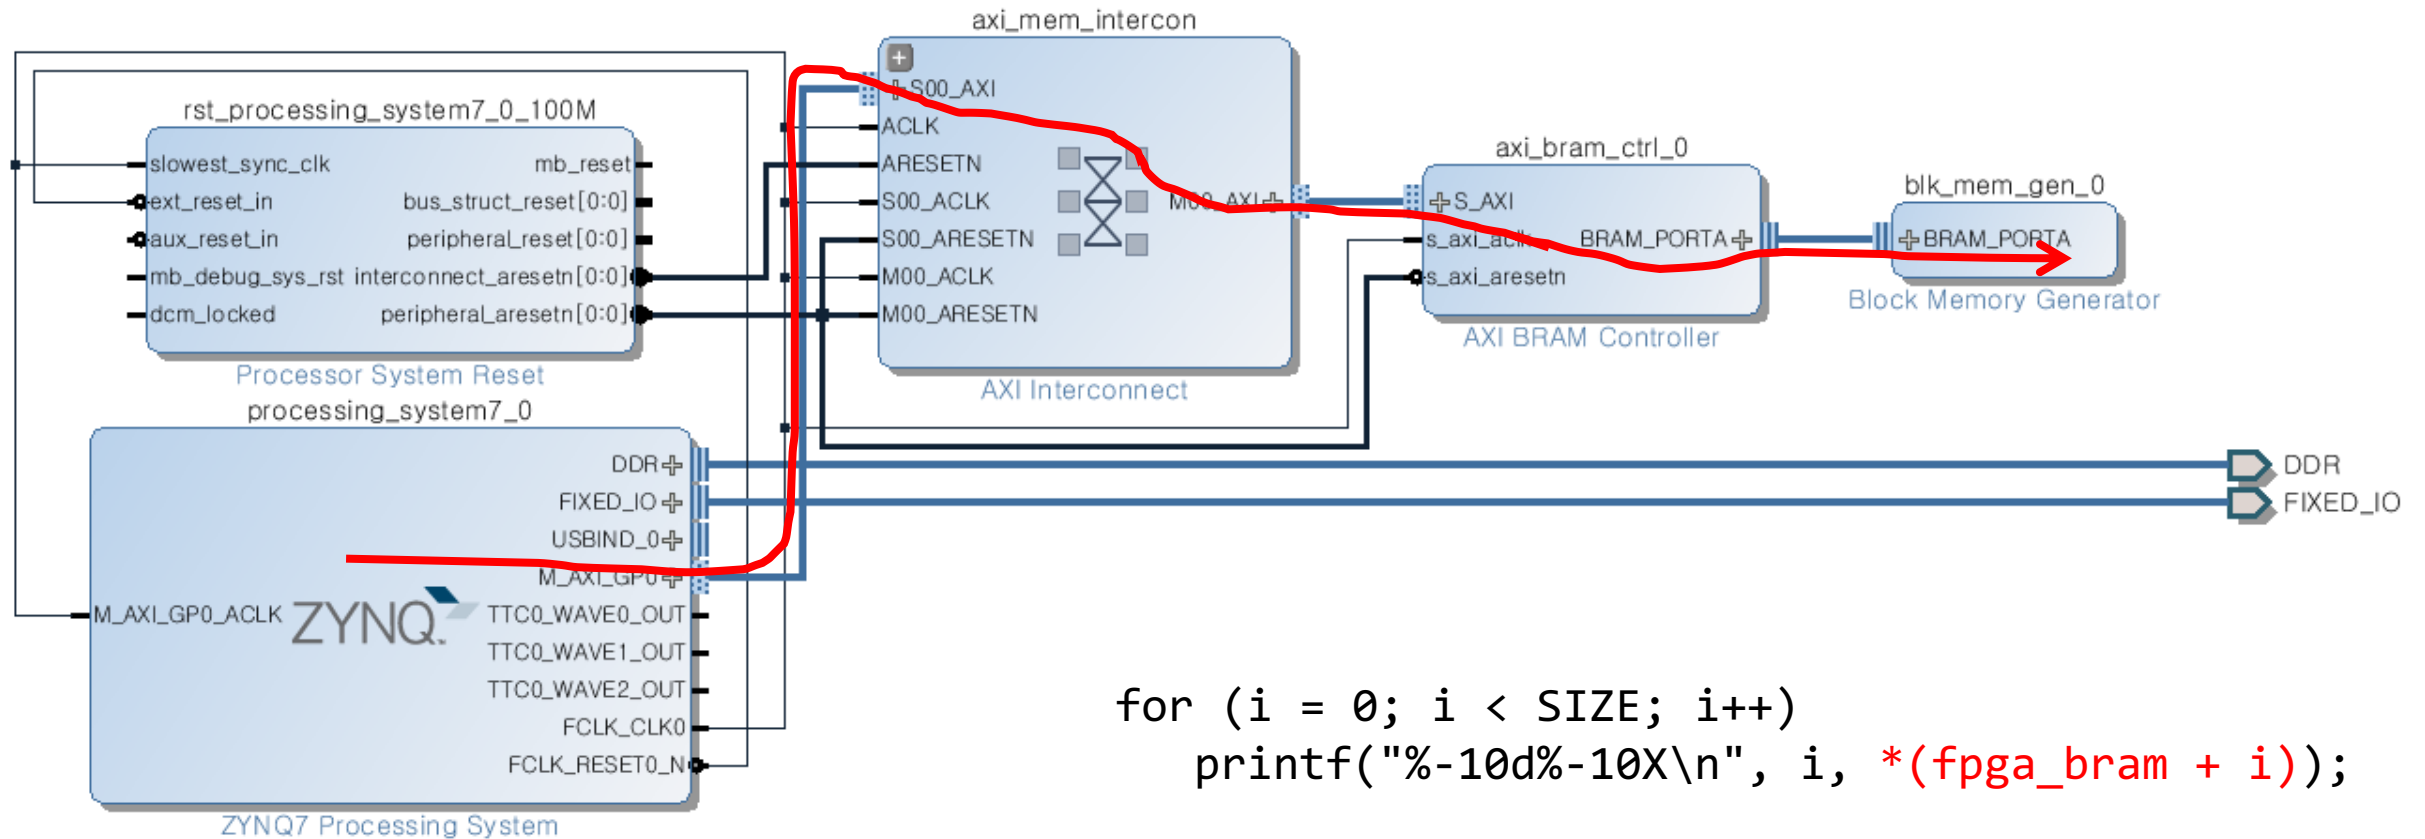 axi_mem_intercon
S00_AXI
ACLK
ARESETN
S00_ACLK
S00_ARESETN
M00_ACLK
M00_ARESETN
M00_AXI
AXI Interconnect
rst_processing_system7_0_100M
slowest_sync_clk
ext_reset_in
aux_reset_in
mb_debug_sys_rst
dcm_locked
mb_reset
bus_struct_reset[0:0]
peripheral_reset[0:0]
interconnect_aresetn[0:0]
peripheral_aresetn[0:0]
Processor System Reset
axi_bram_ctrl_0
S_AXI
s_axi_aclk
s_axi_aresetn
BRAM_PORTA
AXI BRAM Controller
blk_mem_gen_0
BRAM_PORTA
Block Memory Generator
processing_system7_0
M_AXI_GP0_ACLK
ZYNQ
DDR
FIXED_IO
USBIND_0
M_AXI_GP0
TTC0_WAVE0_OUT
TTC0_WAVE1_OUT
TTC0_WAVE2_OUT
FCLK_CLK0
FCLK_RESET0_N
ZYNQ7 Processing System
DDR
FIXED_IO
for (i = 0; i < SIZE; i++)
printf("%-10d%-10X\n", i, *(fpga_bram + i));